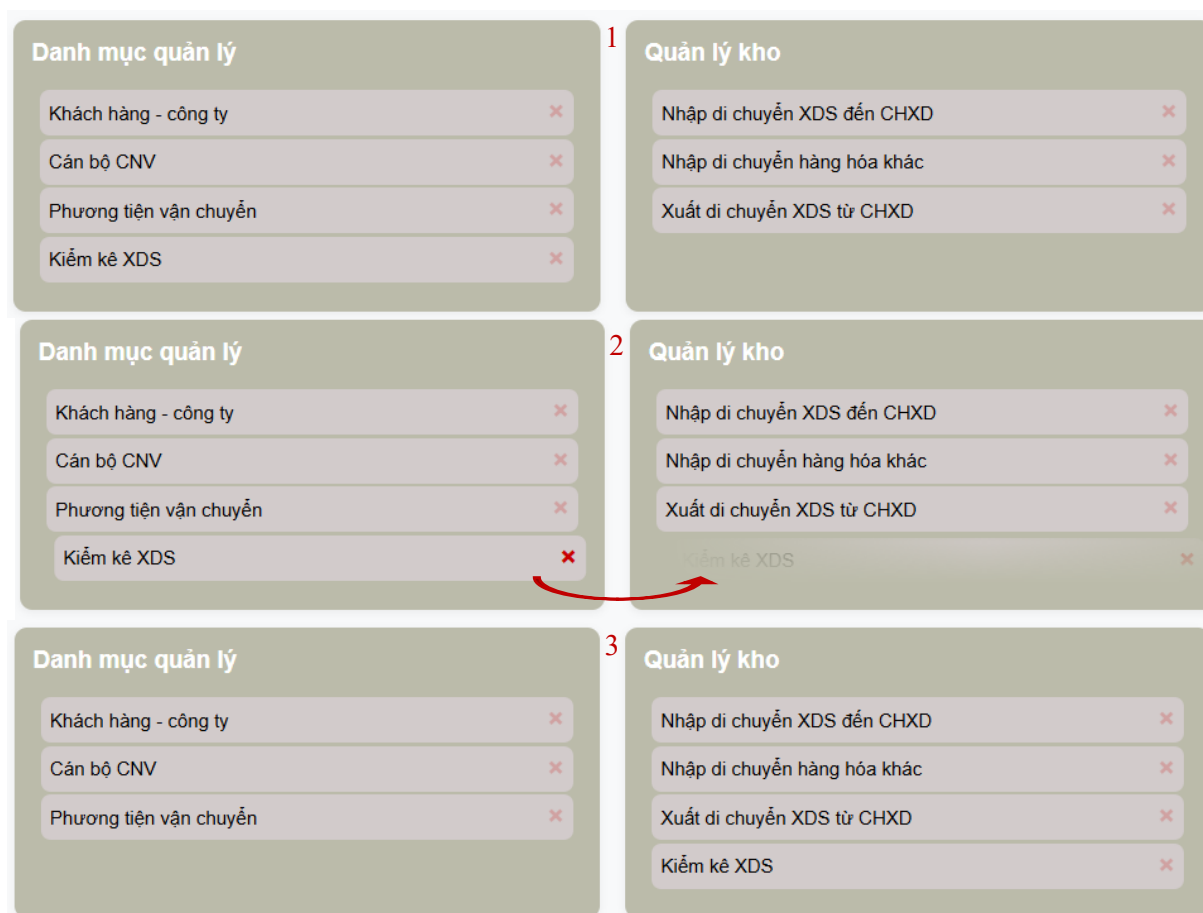 Danh mục quản lý
Khách hàng - công ty
Cán bộ CNV
Phương tiện vận chuyển
Kiểm kê XDS
1
Quản lý kho
Nhập di chuyển XDS đến CHXD
Nhập di chuyển hàng hóa khác
Xuất di chuyển XDS từ CHXD
Danh mục quản lý
Khách hàng - công ty
Cán bộ CNV
Phương tiện vận chuyển
Kiểm kê XDS
2
Quản lý kho
Nhập di chuyển XDS đến CHXD
Nhập di chuyển hàng hóa khác
Xuất di chuyển XDS từ CHXD
Kiểm kê XDS
Danh mục quản lý
Khách hàng - công ty
Cán bộ CNV
Phương tiện vận chuyển
3
Quản lý kho
Nhập di chuyển XDS đến CHXD
Nhập di chuyển hàng hóa khác
Xuất di chuyển XDS từ CHXD
Kiểm kê XDS